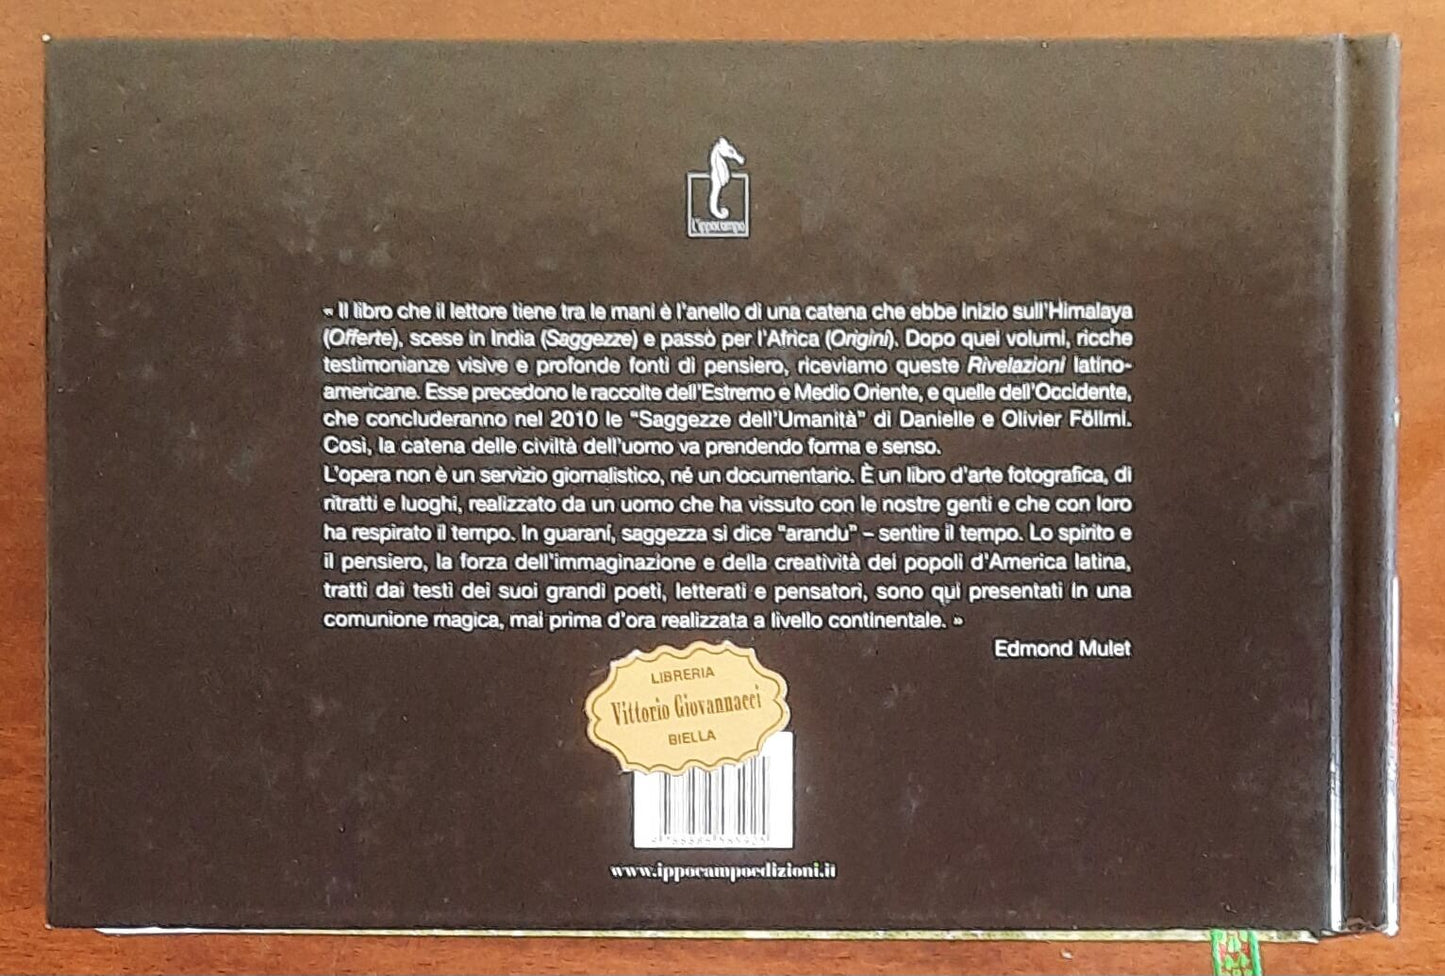 L'ippocampo
« Il libro che il lettore tiene tra le mani è l'anello di una catena che ebbe inizio sull'Himalaya
(Offerte), scese in India (Saggezze) e passò per l'Africa (Origini). Dopo quei volumi, ricche
testimonianze visive e profonde fonti di pensiero, riceviamo queste Rivelazioni latino-
americane. Esse precedono le raccolte dell'Estremo e Medio Oriente, e quelle dell'Occidente,
che concluderanno nel 2010 le "Saggezze dell'Umanità" di Danielle e Olivier Föllmi.
Così, la catena delle civiltà dell'uomo va prendendo forma e senso.
L'opera non è un servizio giornalistico, né un documentario. È un libro d'arte fotografica, di
ritratti e luoghi, realizzato da un uomo che ha vissuto con le nostre genti e che con loro
ha respirato il tempo. In guaraní, saggezza si dice "arandu" – sentire il tempo. Lo spirito e
il pensiero, la forza dell'immaginazione e della creatività dei popoli d'America latina,
tratti dai testi dei suoi grandi poeti, letterati e pensatori, sono qui presentati in una
comunione magica, mai prima d'ora realizzata a livello continentale. »
Edmond Mulet
LIBRERIA
Vittorio Giovannacci
BIELLA
www.ippocampoedizioni.it